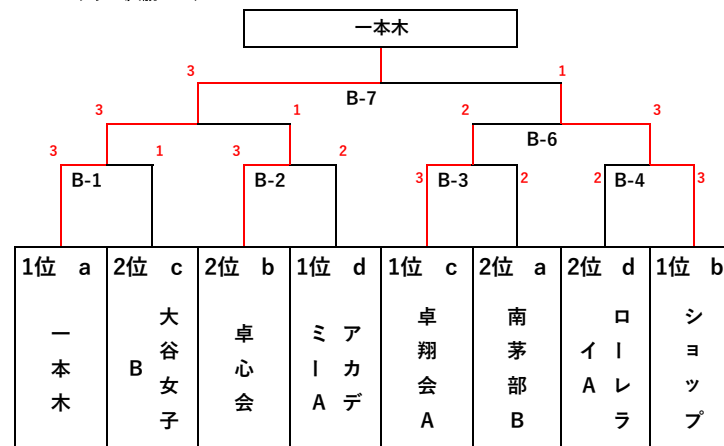 一本木
3
1
B-7
3
1
2
3
B-6
3
1
3
2
B-1
B-2
3
B-3
2
2
B-4
3
1位 a
2位 c
2位 b
1位 d
1位 c
2位 a
2位 d
1位 b
一本木
大谷女子
B
卓心会
アカデ
ミーA
卓翔会A
南茅部B
ローレラ
イA
ショップ